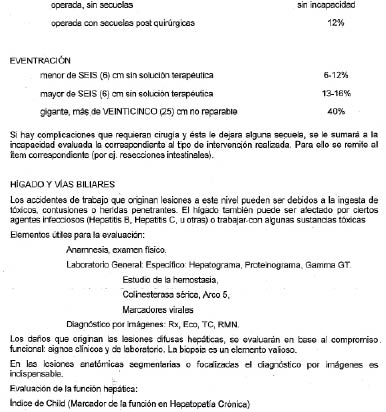 operada, sin secuelas sin incapacidad
operada con secuelas post quirúrgicas 12%
EVENTRACIÓN
menor de SEIS (6) cm sin solución terapéutica 6-12%
mayor de SEIS (6) cm sin solución terapéutica 13-16%
gigante, más de VEINTICINCO (25) cm no reparable 40%
Si hay complicaciones que requieran cirugía y ésta le dejara alguna secuela, se le sumará a la
incapacidad evaluada la correspondiente al tipo de intervención realizada. Para ello se remite al
ítem correspondiente (por ej. resecciones intestinales).
HÍGADO Y VÍAS BILIARES
Los accidentes de trabajo que originan lesiones a este nivel pueden ser debidos a la ingesta de
tóxicos, contusiones o heridas penetrantes. El hígado también puede ser afectado por ciertos
agentes infecciosos (Hepatitis B, Hepatitis C, u otras) o trabajar con algunas sustancias tóxicas
Elementos útiles para la evaluación:
Anamnesis, examen físico.
Laboratorio General: Específico: Hepatograma, Proteinograma, Gamma GT.
Estudio de la hemostasia,
Colinesterasa sérica, Arco 5,
Marcadores virales
Diagnóstico por imágenes: Rx, Eco, TC, RMN.
Los daños que originan las lesiones difusas hepáticas, se evaluarán en base al compromiso
funcional: signos clínicos y de laboratorio. La biopsia es un elemento valioso.
En las lesiones anatómicas segmentarias o focalizadas el diagnóstico por imágenes es
indispensable.
Evaluación de la función hepática:
Índice de Child (Marcador de la función en Hepatopatía Crónica)